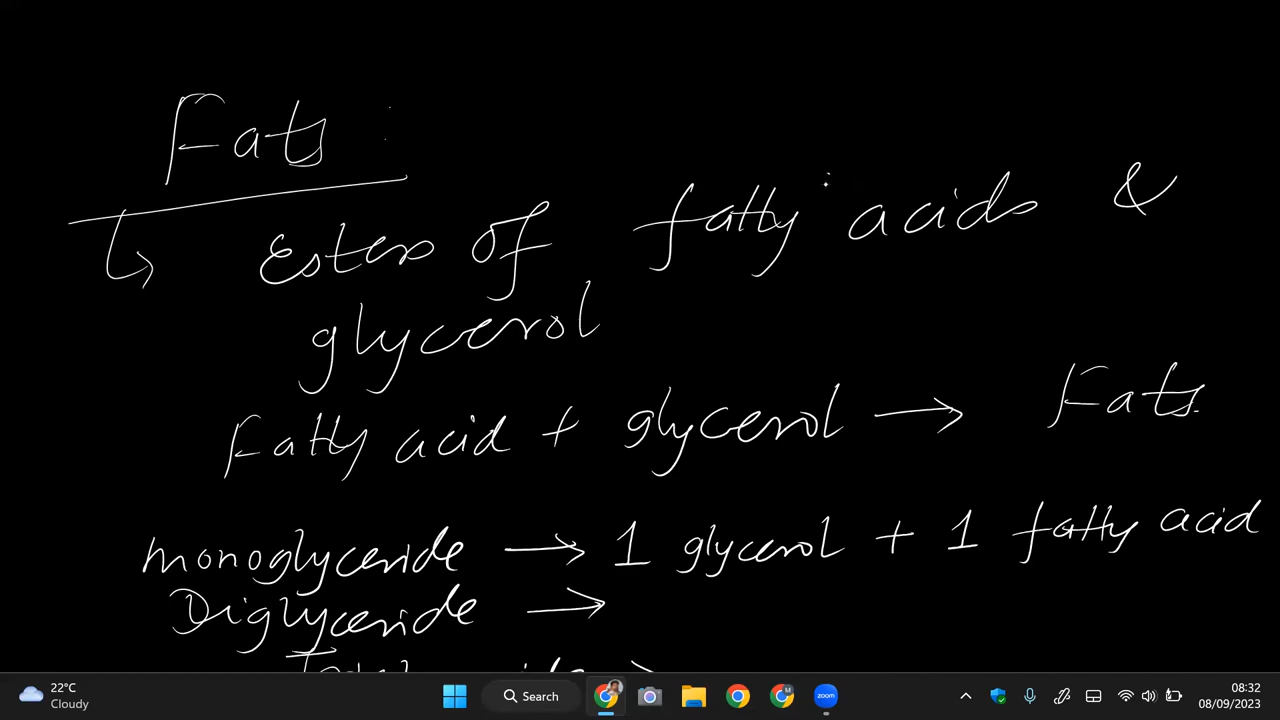 Fats :
↳ Esters of fatty acids &
glycerol
Fatty acid + glycerol → Fats
monoglyceride → 1 glycerol + 1 fatty acid
Diglyceride →
22°C
Cloudy
Search
zoom
08:32
08/09/2023